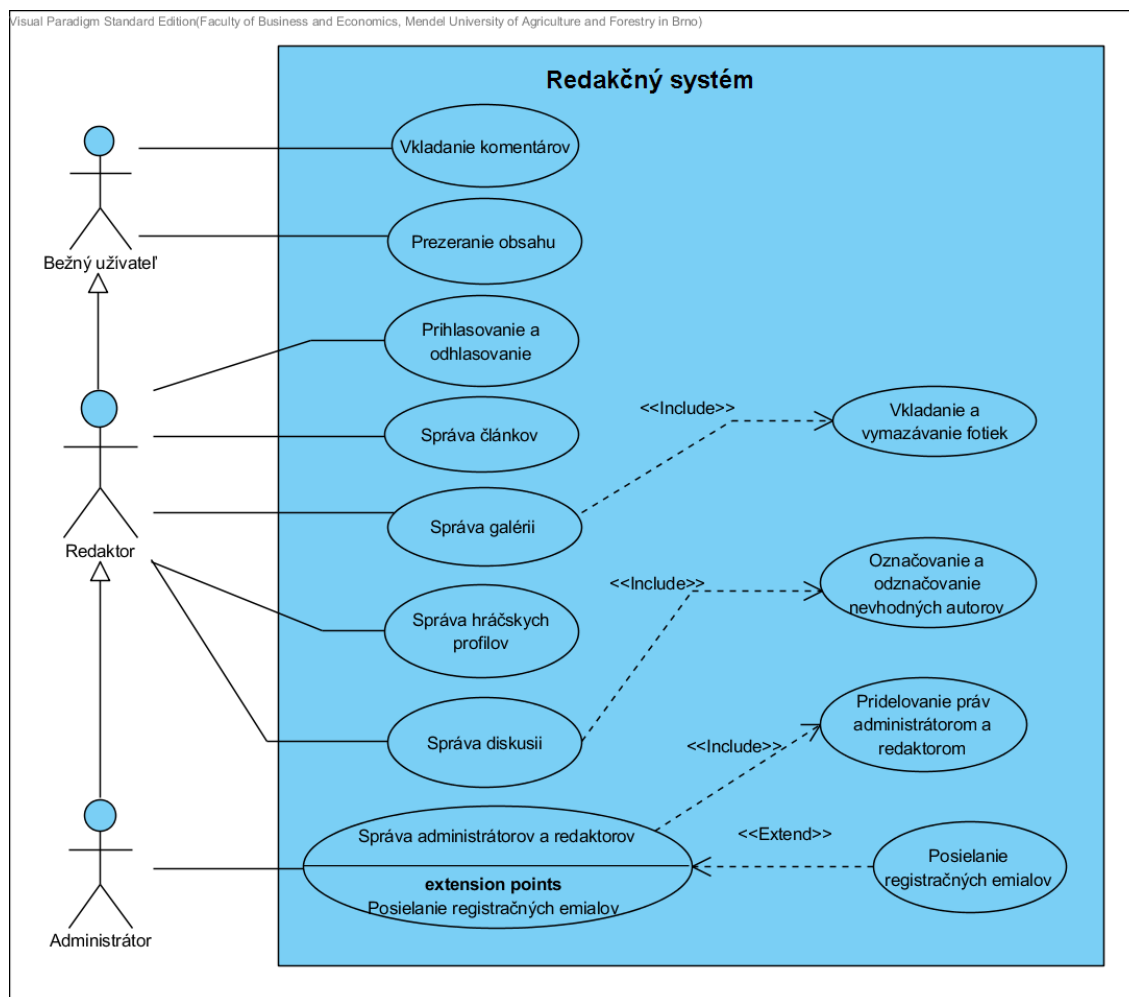 Visual Paradigm Standard Edition(Faculty of Business and Economics, Mendel University of Agriculture and Forestry in Brno)
Redakčný systém
Vkladanie komentárov
Prezeranie obsahu
Bežný užívateľ
Prihlasovanie a
odhlasovanie
<<Include>>
Vkladanie a
vymazávanie fotiek
Správa článkov
Správa galérii
Redaktor
<<Include>>
Označovanie a
odznačovanie
nevhodných autorov
Správa hráčskych
profilov
Správa diskusii
<<Include>>
Pridelovanie práv
administrátorom a
redaktorom
Správa administrátorov a redaktorov
extension points
Posielanie registračných emialov
<<Extend>>
Posielanie
registračných emialov
Administrátor